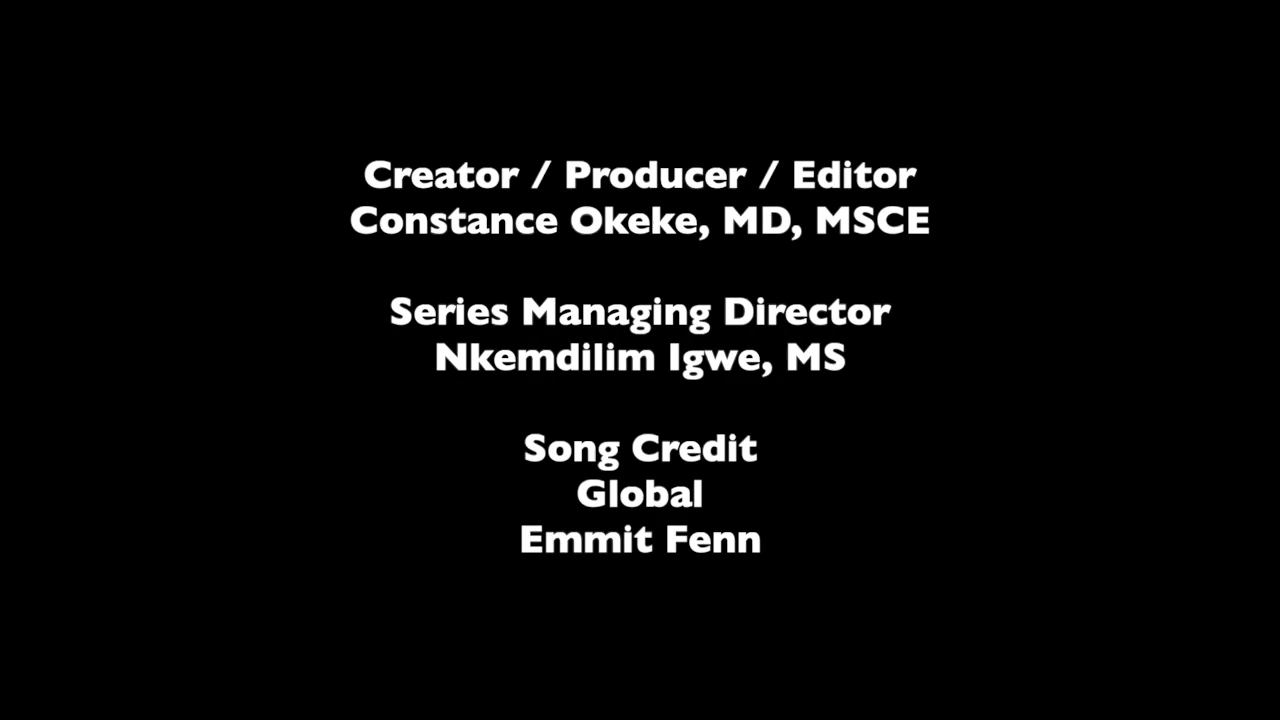 Creator / Producer / Editor
Constance Okeke, MD, MSCE
Series Managing Director
Nkemdilim Igwe, MS
Song Credit
Global
Emmit Fenn